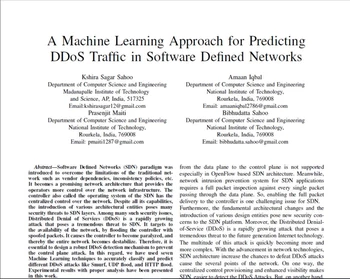 A Machine Learning Approach for Predicting
DDoS Traffic in Software Defined Networks
Kshira Sagar Sahoo
Department of Computer Science and Engineering
Madanapalle Institute of Technology
and Science, AP, India, 517325
Email:kshirasagar12@gmail.com
Prasenjit Maiti
Department of Computer Science and Engineering
National Institute of Technology,
Rourkela, India, 769008
Email: pmaiti1287@gmail.com
Amaan Iqbal
Department of Computer Science and Engineering
National Institute of Technology,
Rourkela, India, 769008
Email: amaaniqbal2786@gmail.com
Bibhudatta Sahoo
Department of Computer Science and Engineering
National Institute of Technology,
Rourkela, India, 769008
Email: bibhudatta.sahoo@gmail.com
Abstract—Software Defined Networks (SDN) paradigm was
introduced to overcome the limitations of the traditional net-
work such as vendor dependencies, inconsistency policies, etc.
It becomes a promising network architecture that provides the
operators more control over the network infrastructure. The
controller also called the operating system of the SDN has the
centralized control over the network. Despite all its capabilities,
the introduction of various architectural entities poses many
security threats to SDN layers. Among many such security issues,
Distributed Denial of Services (DDoS) is a rapidly growing
attack that poses a tremendous threat to SDN. It targets to
the availability of the network, by flooding the controller with
spoofed packets. It causes the controller to become paralyzed, and
thereby the entire network becomes destabilize. Therefore, it is
essential to design a robust DDoS detection mechanism to prevent
the control plane attack. In this regard, we have used seven
Machine Learning techniques to accurately classify and predict
different DDoS attacks like Smurf, UDP flood, and HTTP flood.
Experimental results with proper analysis have been presented
in this work.
from the data plane to the control plane is not supported
especially in OpenFlow based SDN architecture. Meanwhile,
network intrusion prevention system for SDN applications
requires a full packet inspection against every single packet
passing through the data plane. So, enabling the full packet
delivery to the controller is one challenging issue for SDN.
Furthermore, the fundamental architectural changes and the
introduction of various design entities pose new security con-
cerns to the SDN platform. Moreover, the Distributed Denial-
of-Service (DDoS) is a rapidly growing attack that poses a
tremendous threat to the future generation Internet technology.
The multitude of this attack is quickly becoming more and
more complex. With the advancement in network technologies,
SDN architecture increase the chances to defeat DDoS attacks
cause the several points of the network. On one way, the
centralized control provisioning and enhanced visibility makes
SDN easier to detect the DDoS Attacks. But, on another hand,